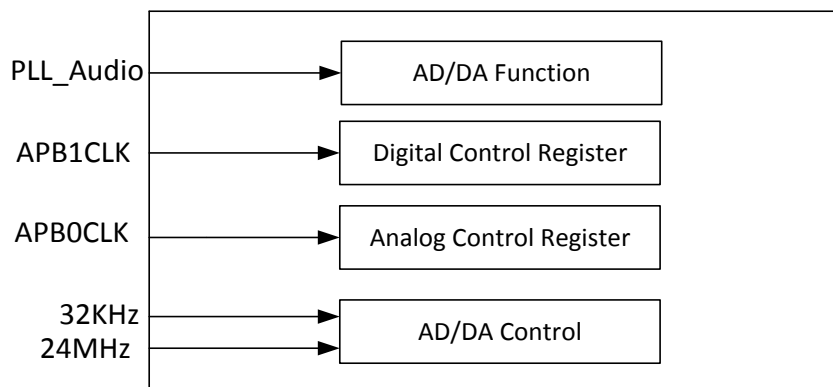 PLL_Audio
AD/DA Function
APB1CLK
Digital Control Register
APB0CLK
Analog Control Register
32KHz
24MHz
AD/DA Control